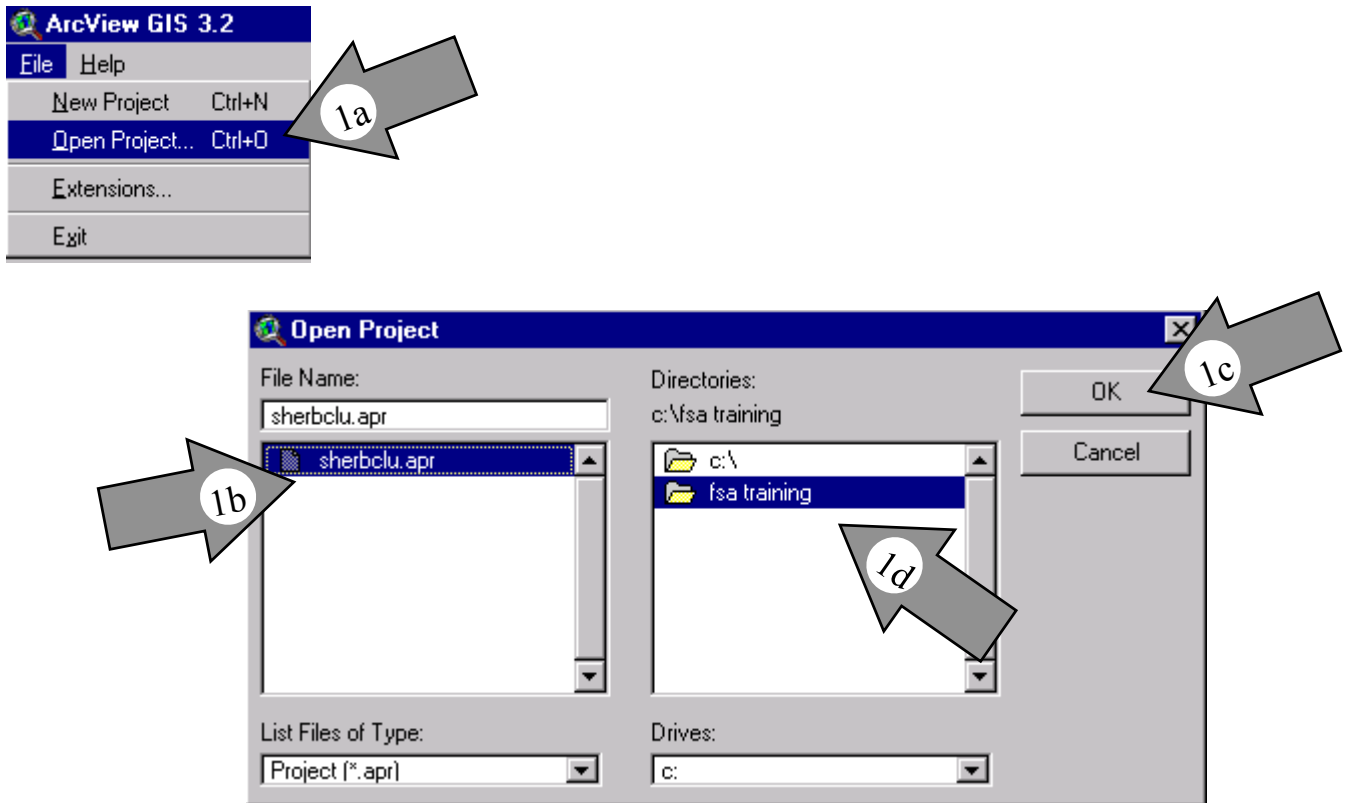 ArcView GIS 3.2
File Help
New Project Ctrl+N
Open Project... Ctrl+O
Extensions...
Exit
1a
Open Project
File Name:
sherbclu.apr
sherbclu.apr
1b
Directories:
c:\fsa training
c:\
fsa training
1d
OK
Cancel
1c
List Files of Type:
Project (*.apr)
Drives:
c: